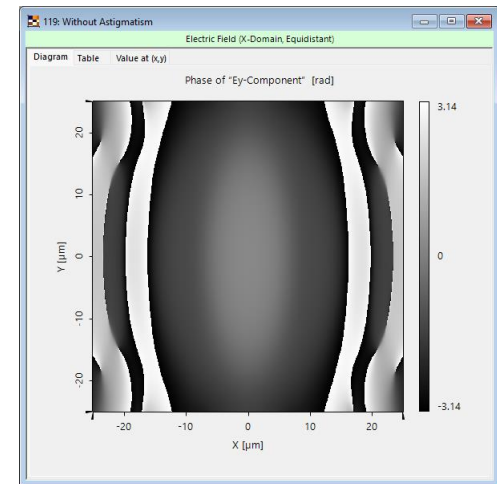 119: Without Astigmatism
Electric Field (X-Domain, Equidistant)
Diagram Table Value at (x,y)
Phase of "Ey-Component" [rad]
3.14
0
-3.14
20
10
0
-10
-20
Y [µm]
-20 -10 0 10 20
X [µm]